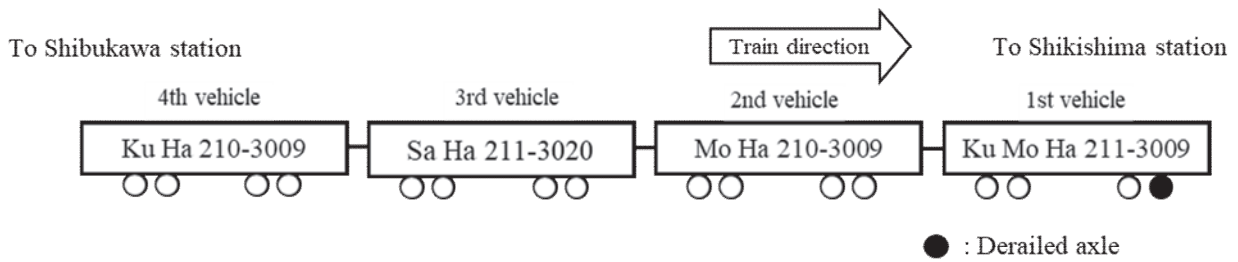 To Shibukawa station
Train direction
To Shikishima station
4th vehicle
3rd vehicle
2nd vehicle
1st vehicle
Ku Ha 210-3009
Sa Ha 211-3020
Mo Ha 210-3009
Ku Mo Ha 211-3009
: Derailed axle